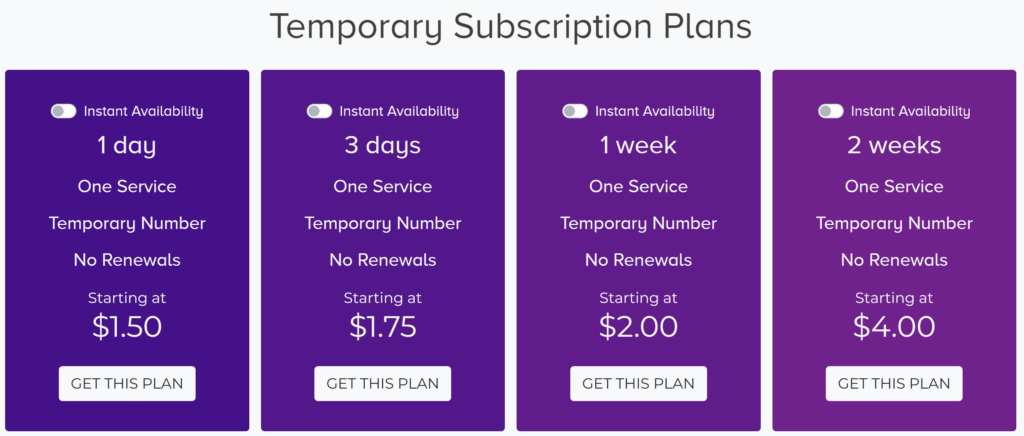 Temporary Subscription Plans
Instant Availability
1 day
One Service
Temporary Number
No Renewals
Starting at
$1.50
GET THIS PLAN
Instant Availability
3 days
One Service
Temporary Number
No Renewals
Starting at
$1.75
GET THIS PLAN
Instant Availability
1 week
One Service
Temporary Number
No Renewals
Starting at
$2.00
GET THIS PLAN
Instant Availability
2 weeks
One Service
Temporary Number
No Renewals
Starting at
$4.00
GET THIS PLAN